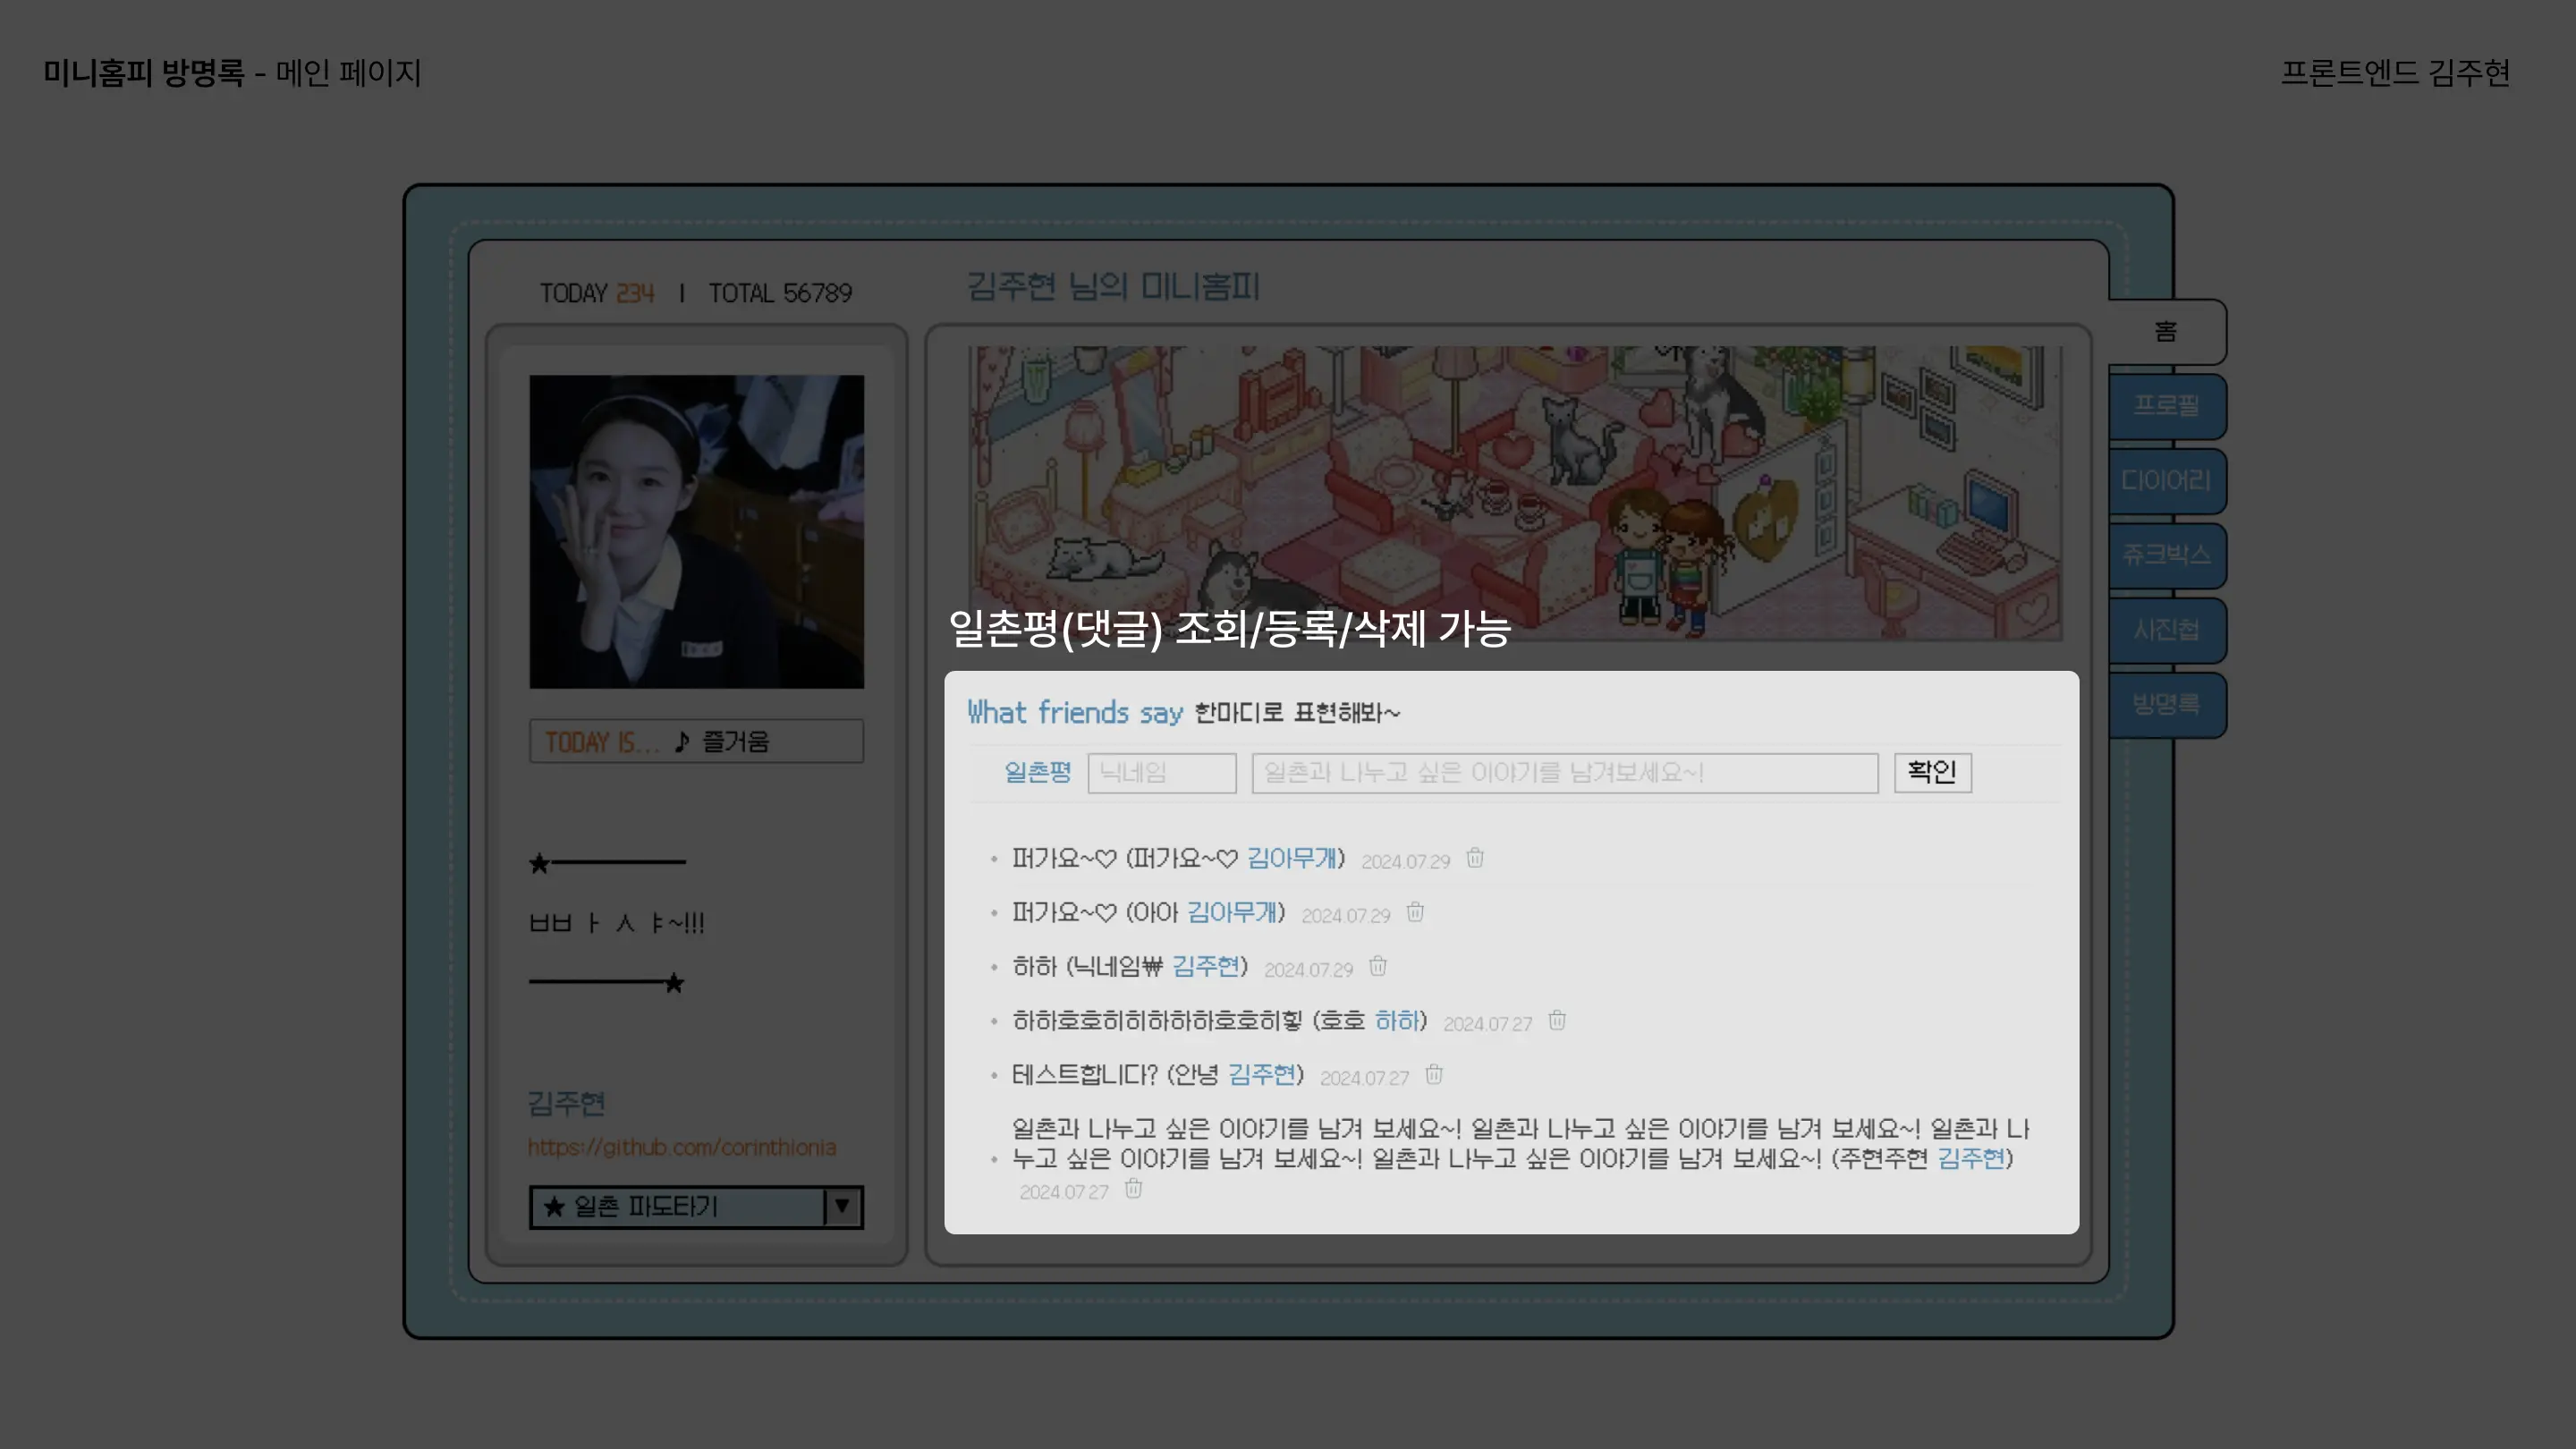 미니홈피 방명록 - 메인 페이지
프론트엔드 김주현
TODAY 234 | TOTAL 56789
김주현 님의 미니홈피
홈
프로필
다이어리
쥬크박스
사진첩
방명록
TODAY IS... ♪ 즐거움
★──────
ㅃ ㅏ ㅅ ㅑ~!!!
──────★
김주현
https://github.com/corinthionia
★ 일촌 파도타기 ▼
일촌평(댓글) 조회/등록/삭제 가능
What friends say 한마디로 표현해봐~
일촌평 닉네임 일촌과 나누고 싶은 이야기를 남겨보세요~! 확인
• 퍼가요~♡ (퍼가요~♡ 김아무개) 2024.07.29
• 퍼가요~♡ (아아 김아무개) 2024.07.29
• 하하 (닉네임₩ 김주현) 2024.07.29
• 하하호호히히하하하호호히힣 (호호 하하) 2024.07.27
• 테스트합니다? (안녕 김주현) 2024.07.27
일촌과 나누고 싶은 이야기를 남겨 보세요~! 일촌과 나누고 싶은 이야기를 남겨 보세요~! 일촌과 나
• 누고 싶은 이야기를 남겨 보세요~! 일촌과 나누고 싶은 이야기를 남겨 보세요~! (주현주현 김주현)
2024.07.27